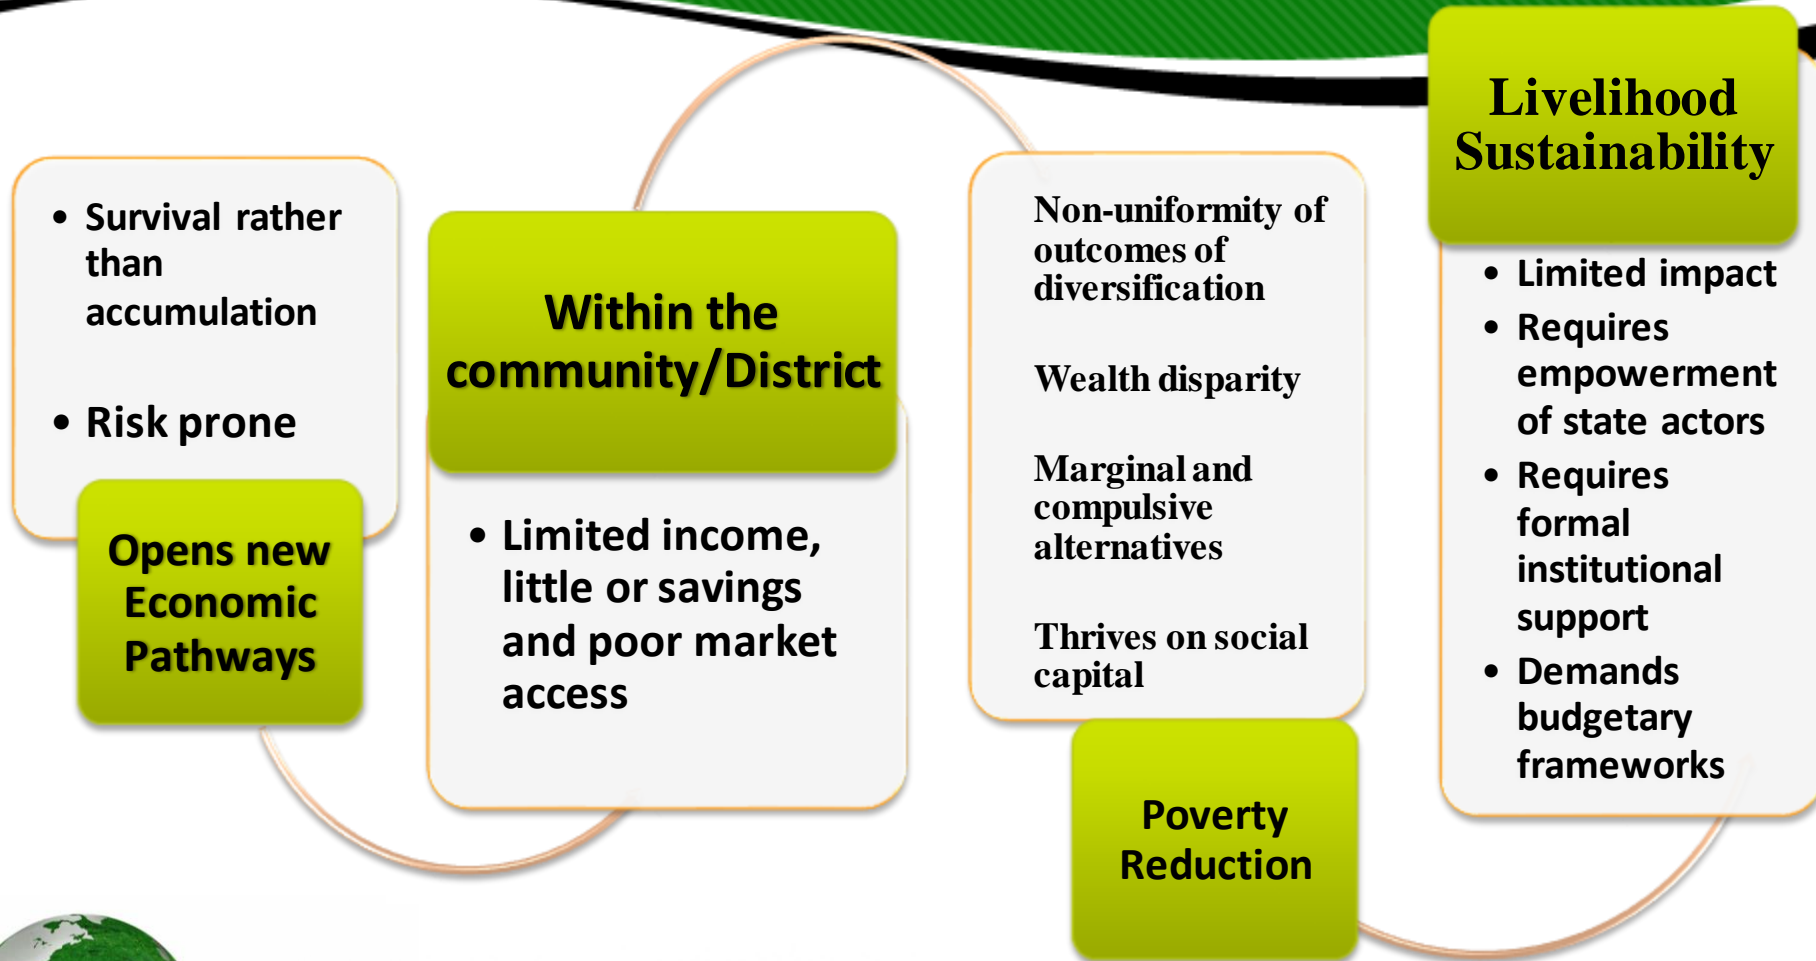 • Survival rather
than
accumulation
• Risk prone
Opens new
Economic
Pathways
Within the
community/District
• Limited income,
little or savings
and poor market
access
Non-uniformity of
outcomes of
diversification
Wealth disparity
Marginal and
compulsive
alternatives
Thrives on social
capital
Poverty
Reduction
Livelihood
Sustainability
• Limited impact
• Requires
empowerment
of state actors
• Requires
formal
institutional
support
• Demands
budgetary
frameworks